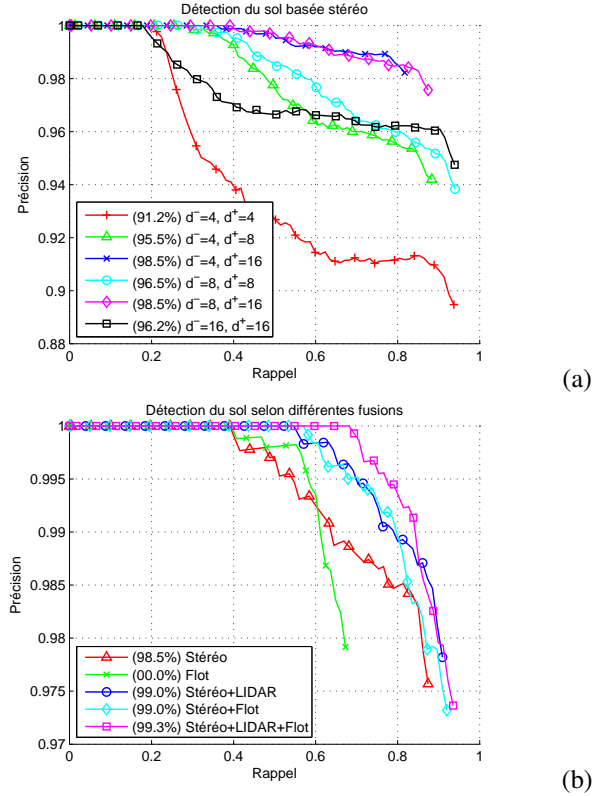 Détection du sol basée stéréo
1
0.98
0.96
0.94
0.92
0.9
0.88
Précision
(91.2%) d⁻=4, d⁺=4
(95.5%) d⁻=4, d⁺=8
(98.5%) d⁻=4, d⁺=16
(96.5%) d⁻=8, d⁺=8
(98.5%) d⁻=8, d⁺=16
(96.2%) d⁻=16, d⁺=16
0 0.2 0.4 0.6 0.8 1
Rappel
(a)
Détection du sol selon différentes fusions
1
0.995
0.99
0.985
0.98
0.975
0.97
Précision
(98.5%) Stéréo
(00.0%) Flot
(99.0%) Stéréo+LIDAR
(99.0%) Stéréo+Flot
(99.3%) Stéréo+LIDAR+Flot
0 0.2 0.4 0.6 0.8 1
Rappel
(b)